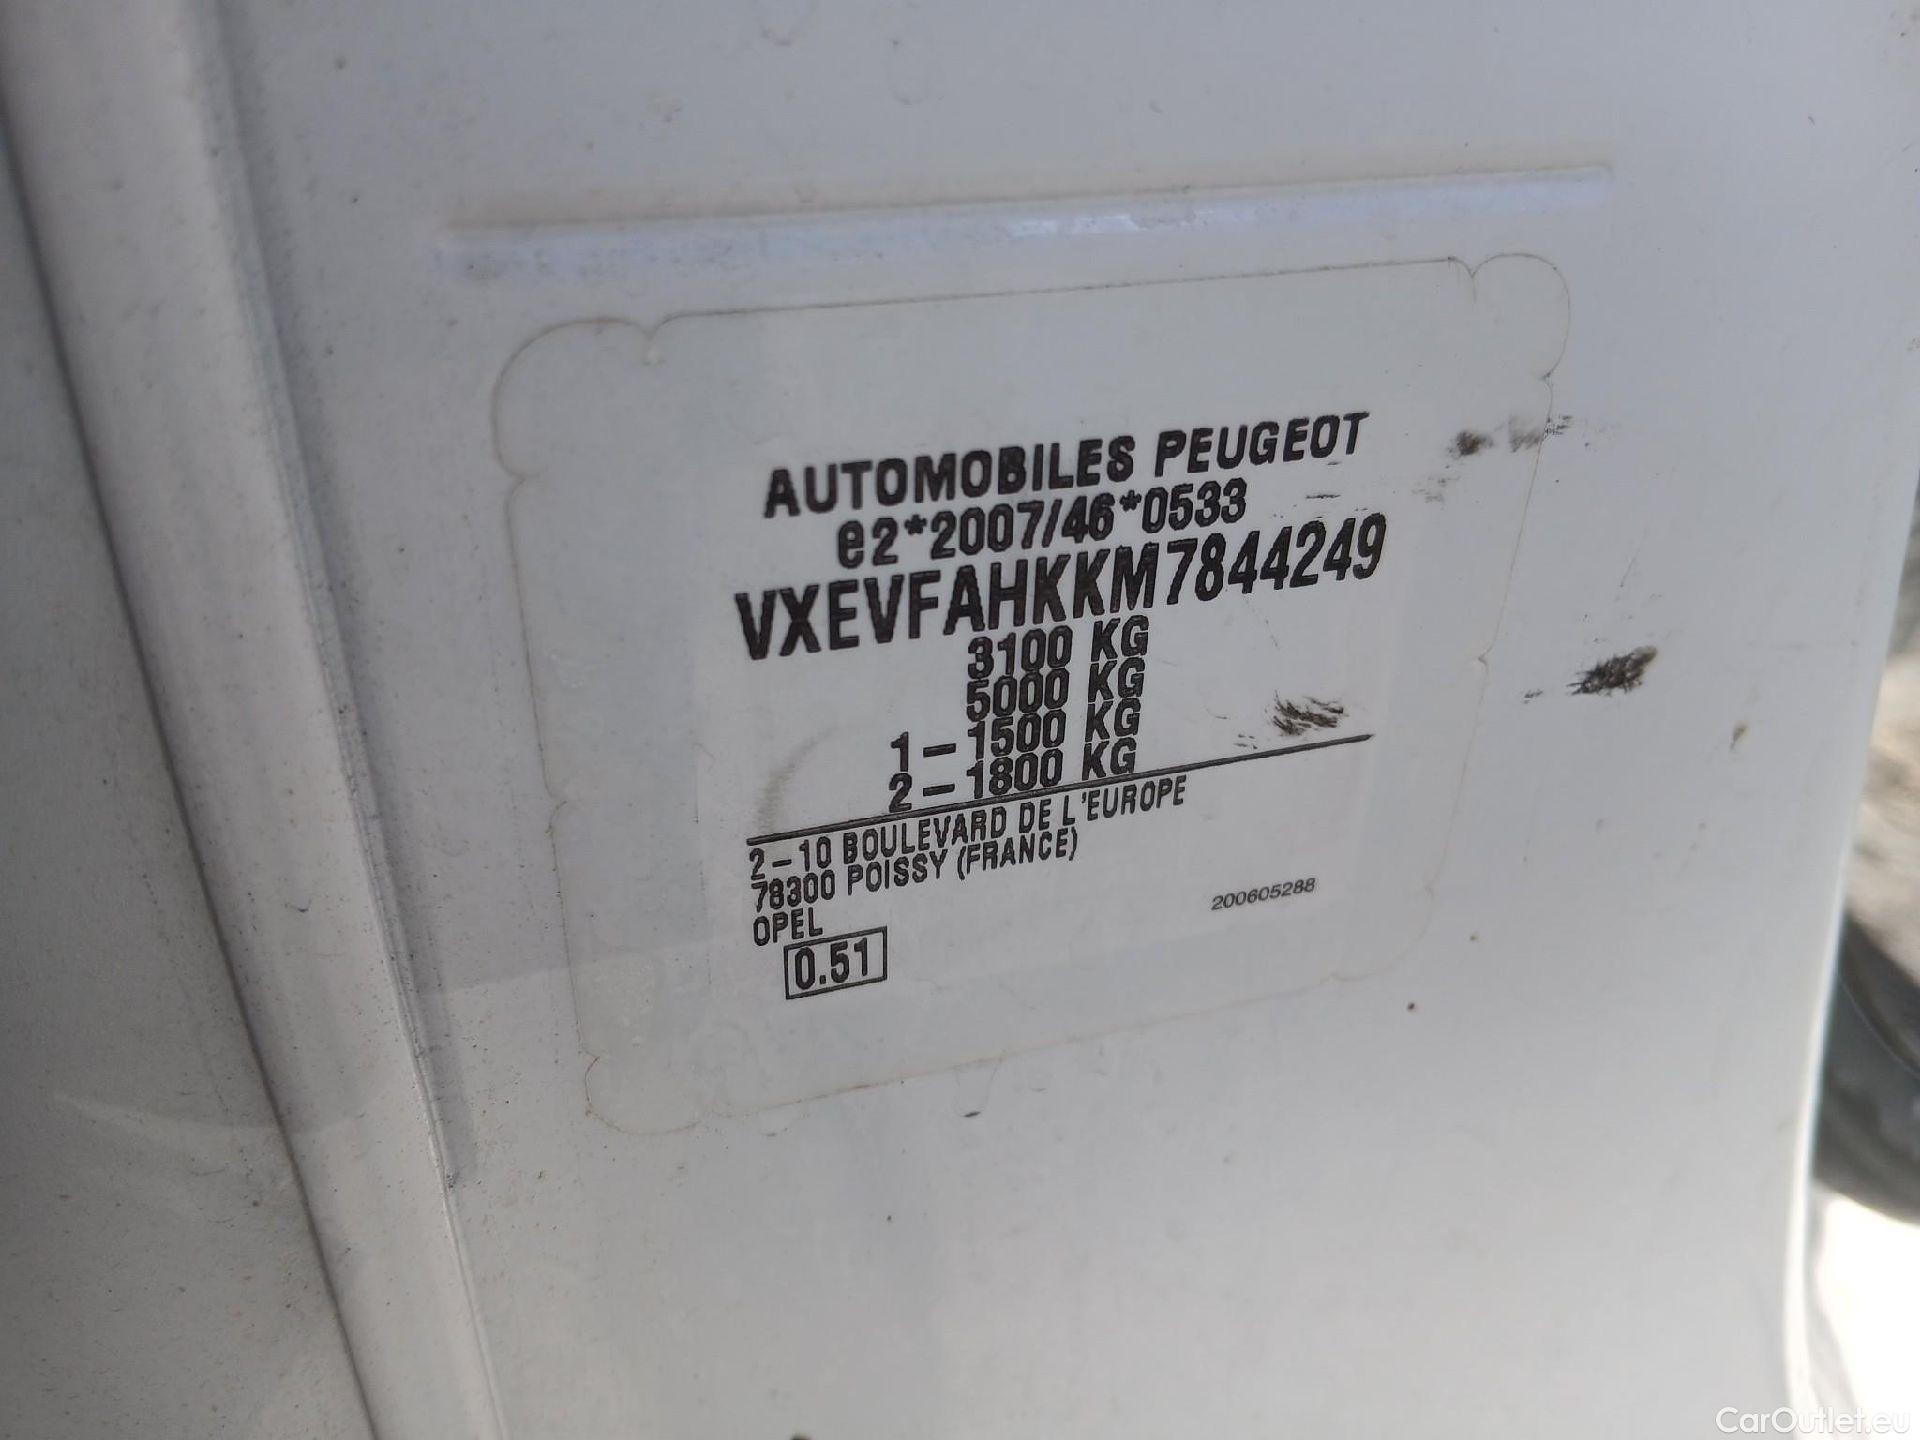 AUTOMOBILES PEUGEOT
e2*2007/46*0533
VXEVFAHKKM7844249
3100 KG
5000 KG
1-1500 KG
2-1800 KG
2-10 BOULEVARD DE L'EUROPE
78300 POISSY (FRANCE)
OPEL
200605288
0.51
CarOutlet.eu